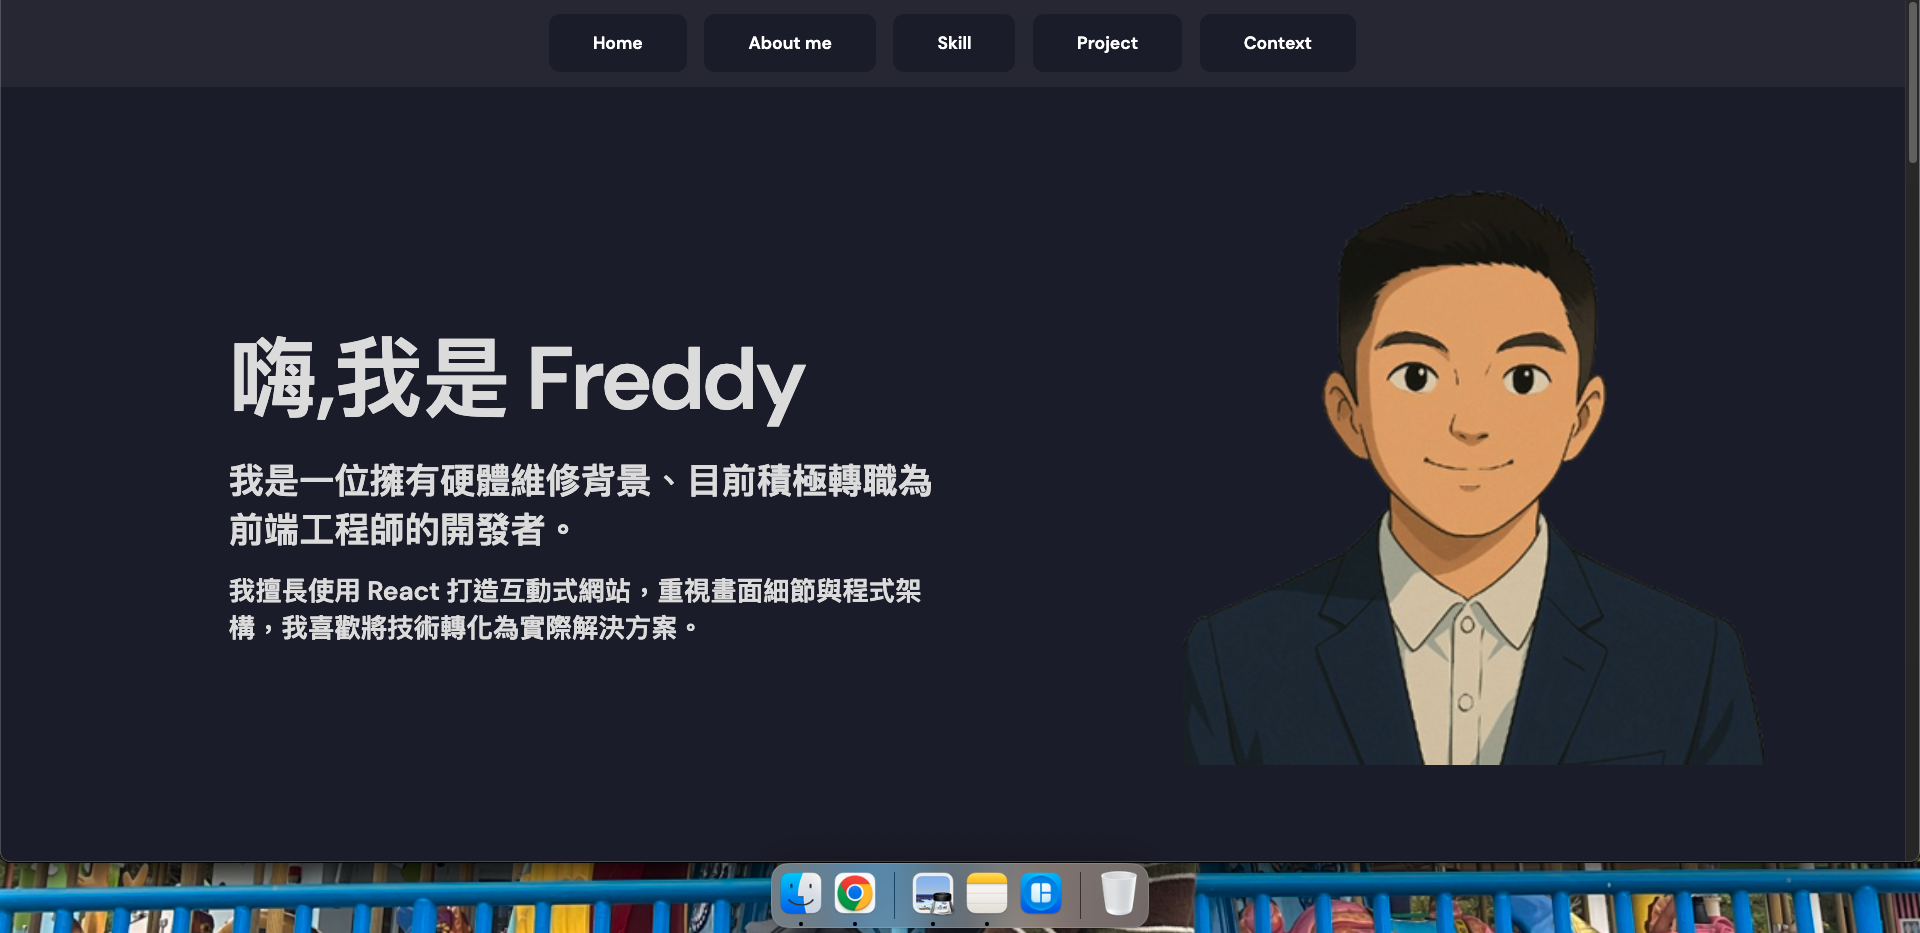 Home
About me
Skill
Project
Context
嗨,我是 Freddy
我是一位擁有硬體維修背景、目前積極轉職為
前端工程師的開發者。
我擅長使用 React 打造互動式網站，重視畫面細節與程式架
構，我喜歡將技術轉化為實際解決方案。